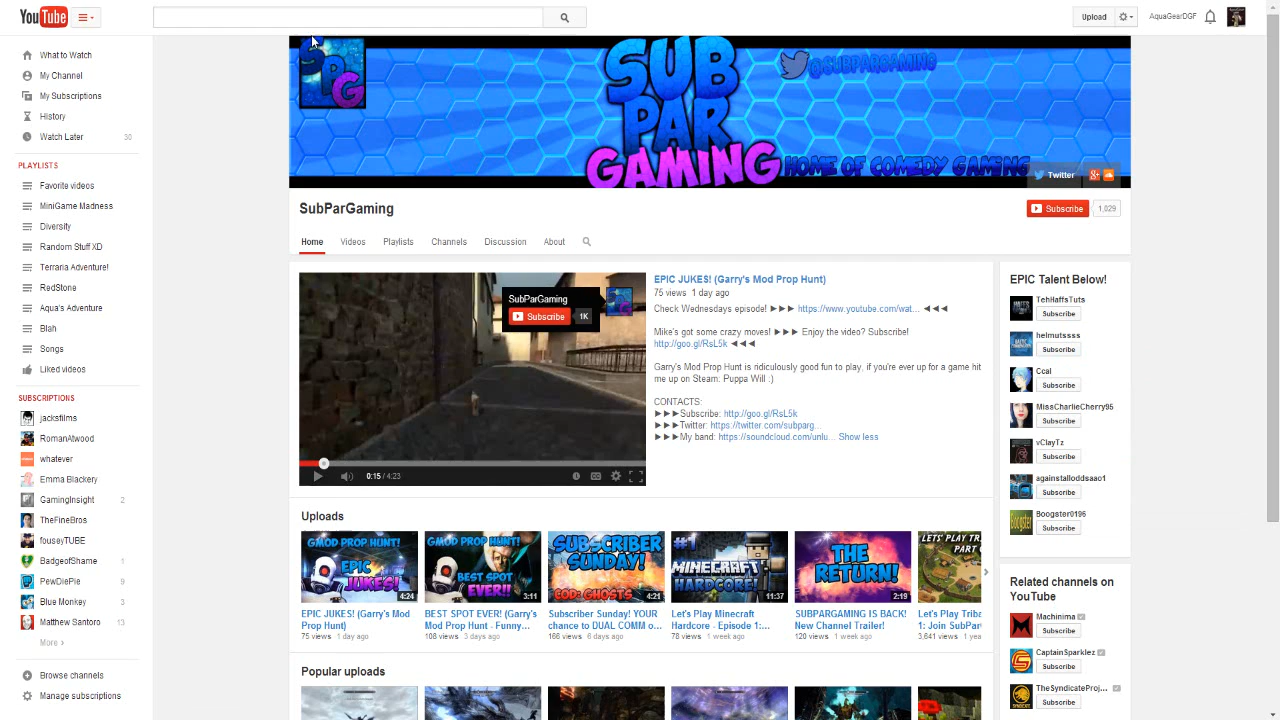 YouTube
Upload
AquaGearDGF
What to Watch
My Channel
My Subscriptions
History
Watch Later 30
PLAYLISTS
Favorite videos
MiniGame Madness
Diversity
Random Stuff XD
Terraria Adventure!
RedStone
Aqua's Adventure
Blah
Songs
Liked videos
SUBSCRIPTIONS
jacksfilms
RomanAtwood
whatever
Emma Blackery
GamingInsight 2
TheFineBros
fouseyTUBE
BadgeofShame 1
PewDiePie 9
Blue Monkey 3
Matthew Santoro 13
More ›
Browse channels
Manage subscriptions
SPG
SUB
PAR
GAMING
@SUBPARGAMING
HOME OF COMEDY GAMING
Twitter
SubParGaming
Subscribe 1,029
Home Videos Playlists Channels Discussion About
SubParGaming
Subscribe 1K
0:15 / 4:23
EPIC JUKES! (Garry's Mod Prop Hunt)
75 views 1 day ago
Check Wednesdays episode! ►►► https://www.youtube.com/wat... ◄◄◄
Mike's got some crazy moves! ►►► Enjoy the video? Subscribe!
http://goo.gl/RsL5k ◄◄◄
Garry's Mod Prop Hunt is ridiculously good fun to play, if you're ever up for a game hit
me up on Steam: Puppa Will :)
CONTACTS:
►►►Subscribe: http://goo.gl/RsL5k
►►►Twitter: https://twitter.com/subparg...
►►►My band: https://soundcloud.com/unlu... Show less
Uploads
GMOD PROP HUNT!
EPIC
JUKES!
4:24
EPIC JUKES! (Garry's Mod
Prop Hunt)
75 views 1 day ago
GMOD PROP HUNT!
BEST SPOT EVER!!
3:11
BEST SPOT EVER! (Garry's
Mod Prop Hunt - Funny...
108 views 3 days ago
SUBSCRIBER
SUNDAY!
COD: GHOSTS
4:21
Subscriber Sunday! YOUR
chance to DUAL COMM o...
166 views 6 days ago
#1
MINECRAFT
HARDCORE!
11:37
Let's Play Minecraft
Hardcore - Episode 1:...
78 views 1 week ago
THE
RETURN!
2:19
SUBPARGAMING IS BACK!
New Channel Trailer!
120 views 1 week ago
Let's Play Triba
1: Join SubPar
3,641 views 1 yea
Popular uploads
EPIC Talent Below!
TehHaffsTuts
Subscribe
helmutssss
Subscribe
Ccal
Subscribe
MissCharlieCherry95
Subscribe
vClayTz
Subscribe
againstalloddsaao1
Subscribe
Boogster0196
Subscribe
Related channels on
YouTube
Machinima
Subscribe
CaptainSparklez
Subscribe
TheSyndicateProj...
Subscribe